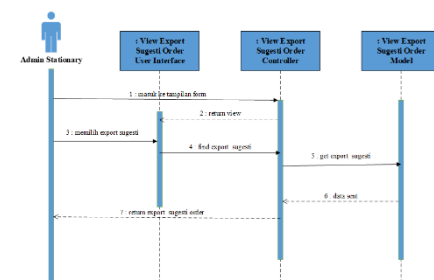 Admin Stationary
: View Export
Sugesti Order
User Interface
: View Export
Sugesti Order
Controller
: View Export
Sugesti Order
Model
1 : masuk ke tampilan form
2 : return view
3 : memilih export sugesti
4 : find export sugesti
5 : get export sugesti
6 : data sent
7 : return export sugesti order